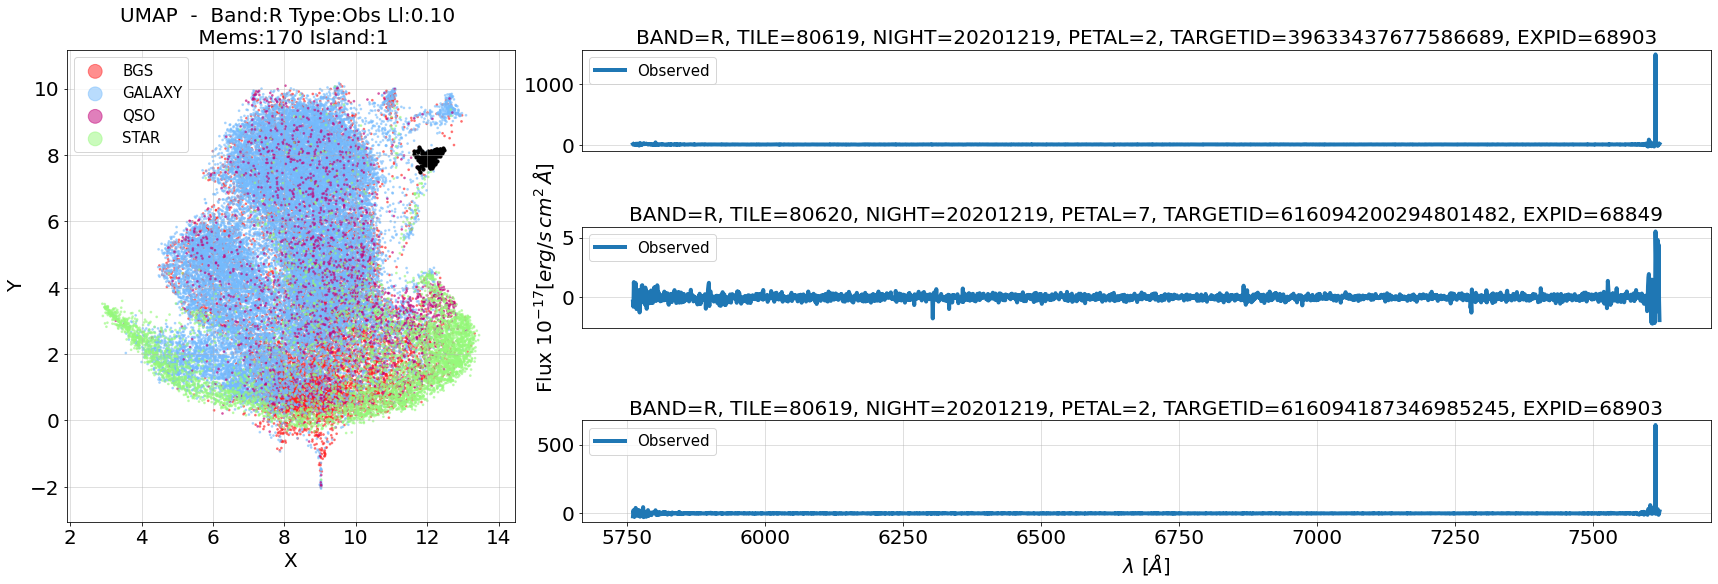 UMAP - Band:R Type:Obs Ll:0.10
Mems:170 Island:1
BGS
GALAXY
QSO
STAR
10
8
6
4
2
0
−2
Y
2 4 6 8 10 12 14
X
BAND=R, TILE=80619, NIGHT=20201219, PETAL=2, TARGETID=39633437677586689, EXPID=68903
Observed
1000
0
BAND=R, TILE=80620, NIGHT=20201219, PETAL=7, TARGETID=616094200294801482, EXPID=68849
Observed
5
0
Flux 10^{−17}[erg/s cm^2 Å]
BAND=R, TILE=80619, NIGHT=20201219, PETAL=2, TARGETID=616094187346985245, EXPID=68903
Observed
500
0
5750 6000 6250 6500 6750 7000 7250 7500
λ [Å]